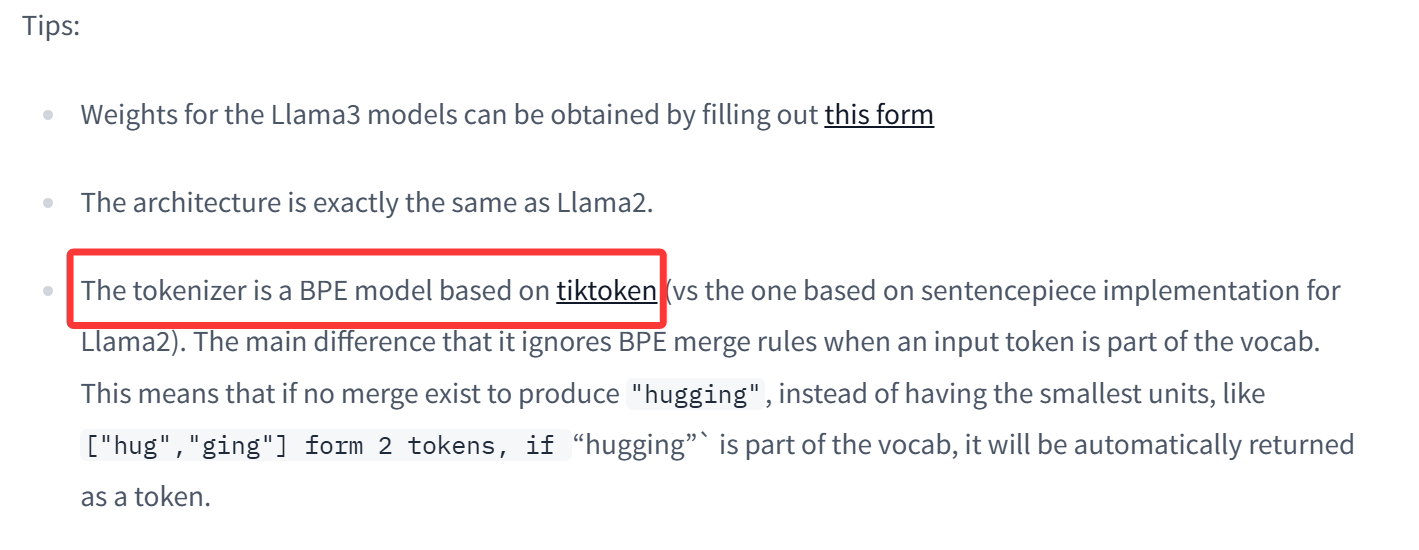 Tips:
Weights for the Llama3 models can be obtained by filling out this form
The architecture is exactly the same as Llama2.
The tokenizer is a BPE model based on tiktoken (vs the one based on sentencepiece implementation for
Llama2). The main difference that it ignores BPE merge rules when an input token is part of the vocab.
This means that if no merge exist to produce "hugging", instead of having the smallest units, like
["hug","ging"] form 2 tokens, if “hugging”` is part of the vocab, it will be automatically returned
as a token.